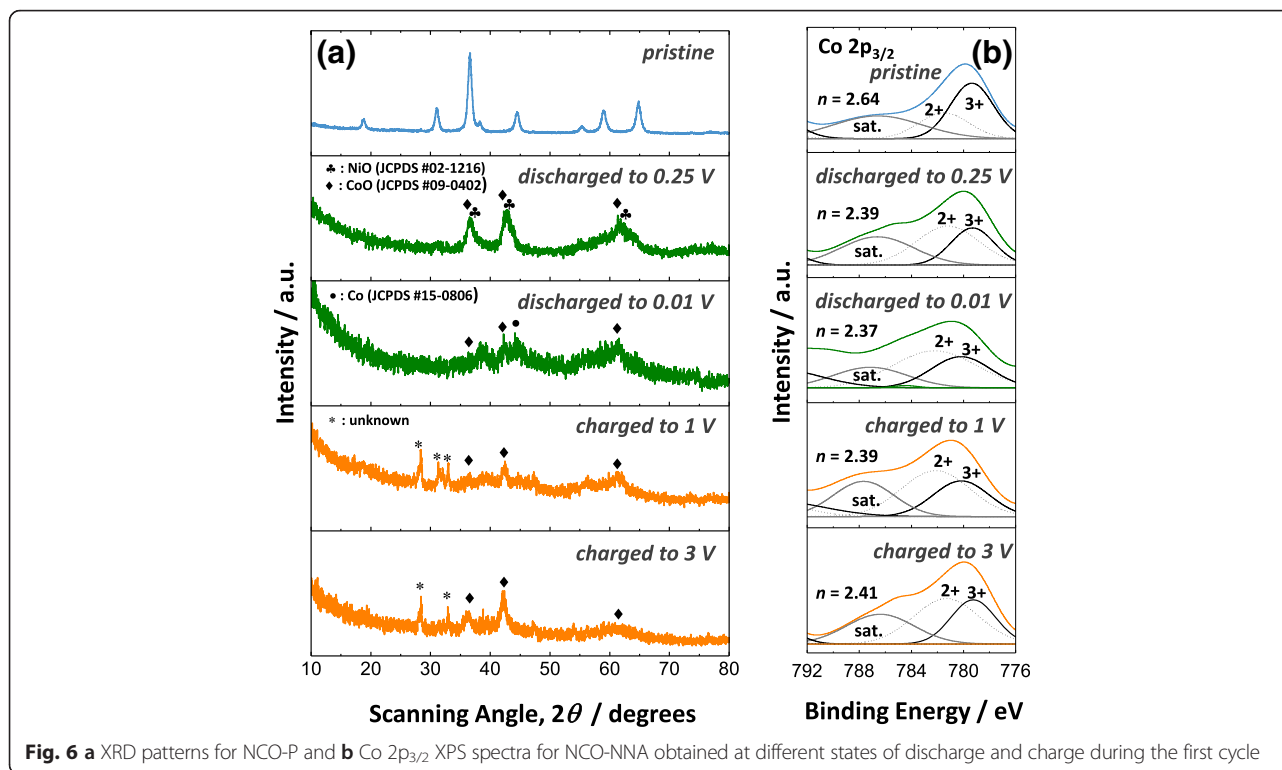 (a)
pristine
♣ : NiO (JCPDS #02-1216)
♦ : CoO (JCPDS #09-0402)
discharged to 0.25 V
♦ ♣ ♦ ♣ ♦ ♣
• : Co (JCPDS #15-0806)
discharged to 0.01 V
♦ ♦ • ♦
* : unknown
charged to 1 V
* * * ♦ ♦ ♦
charged to 3 V
* * ♦ ♦ ♦
Intensity / a.u.
10 20 30 40 50 60 70 80
Scanning Angle, 2θ / degrees
Co 2p3/2
(b)
pristine
n = 2.64
2+
3+
sat.
discharged to 0.25 V
n = 2.39
2+
3+
sat.
discharged to 0.01 V
n = 2.37
2+
3+
sat.
charged to 1 V
n = 2.39
2+
3+
sat.
charged to 3 V
n = 2.41
2+
3+
sat.
Intensity / a.u.
792 788 784 780 776
Binding Energy / eV
Fig. 6 a XRD patterns for NCO-P and b Co 2p3/2 XPS spectra for NCO-NNA obtained at different states of discharge and charge during the first cycle